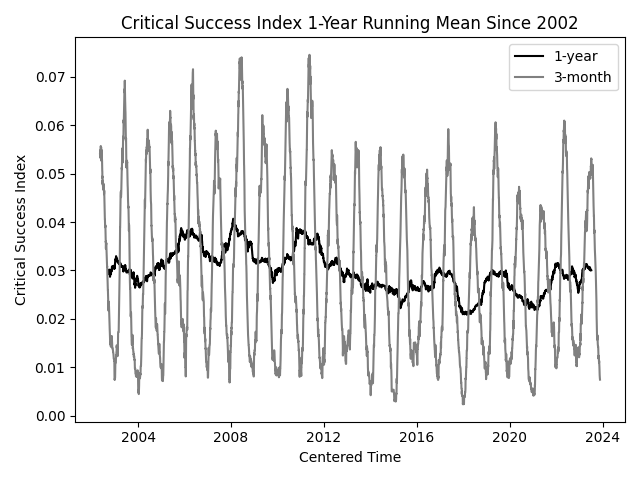 Critical Success Index 1-Year Running Mean Since 2002
1-year
3-month
Critical Success Index
0.07
0.06
0.05
0.04
0.03
0.02
0.01
0.00
2004 2008 2012 2016 2020 2024
Centered Time